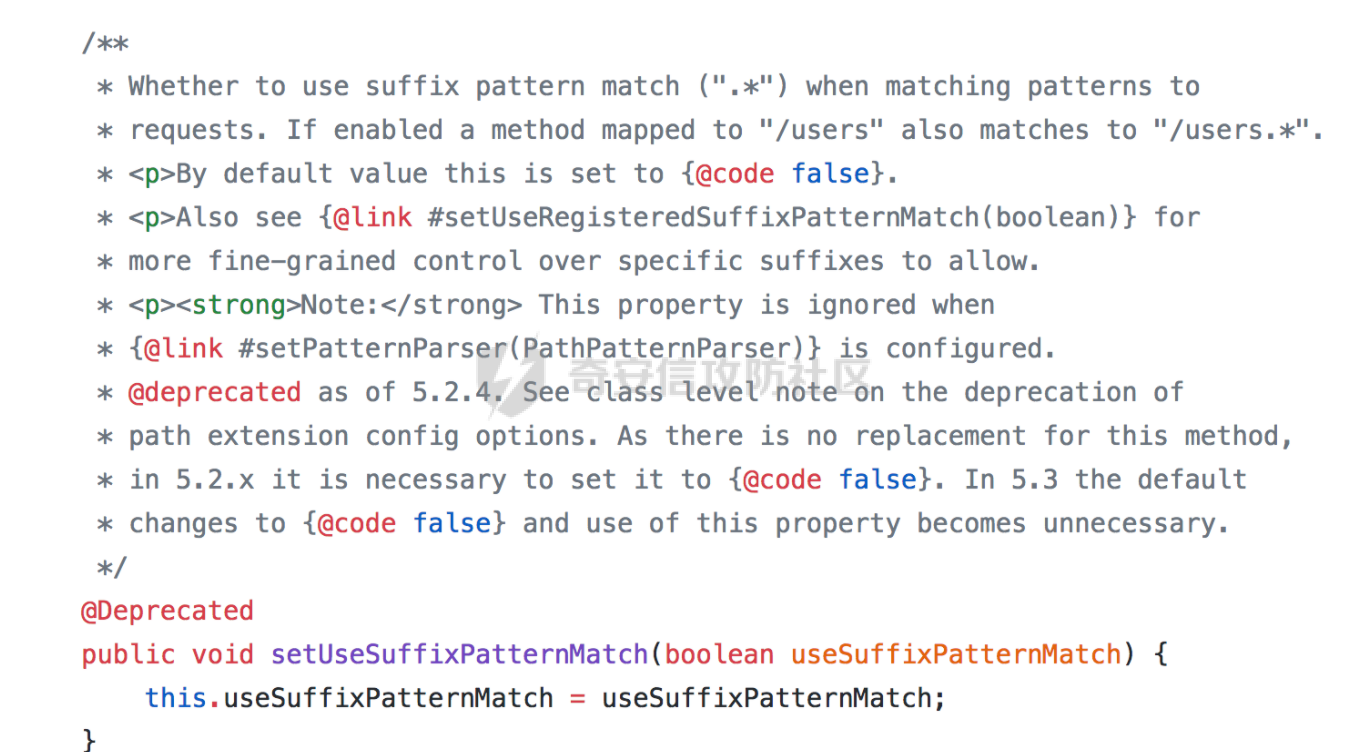 /**
 * Whether to use suffix pattern match (".*") when matching patterns to
 * requests. If enabled a method mapped to "/users" also matches to "/users.*".
 * <p>By default value this is set to {@code false}.
 * <p>Also see {@link #setUseRegisteredSuffixPatternMatch(boolean)} for
 * more fine-grained control over specific suffixes to allow.
 * <p><strong>Note:</strong> This property is ignored when
 * {@link #setPatternParser(PathPatternParser)} is configured.
奇安信攻防社区
 * @deprecated as of 5.2.4. See class level note on the deprecation of
 * path extension config options. As there is no replacement for this method,
 * in 5.2.x it is necessary to set it to {@code false}. In 5.3 the default
 * changes to {@code false} and use of this property becomes unnecessary.
 */
@Deprecated
public void setUseSuffixPatternMatch(boolean useSuffixPatternMatch) {
    this.useSuffixPatternMatch = useSuffixPatternMatch;
}